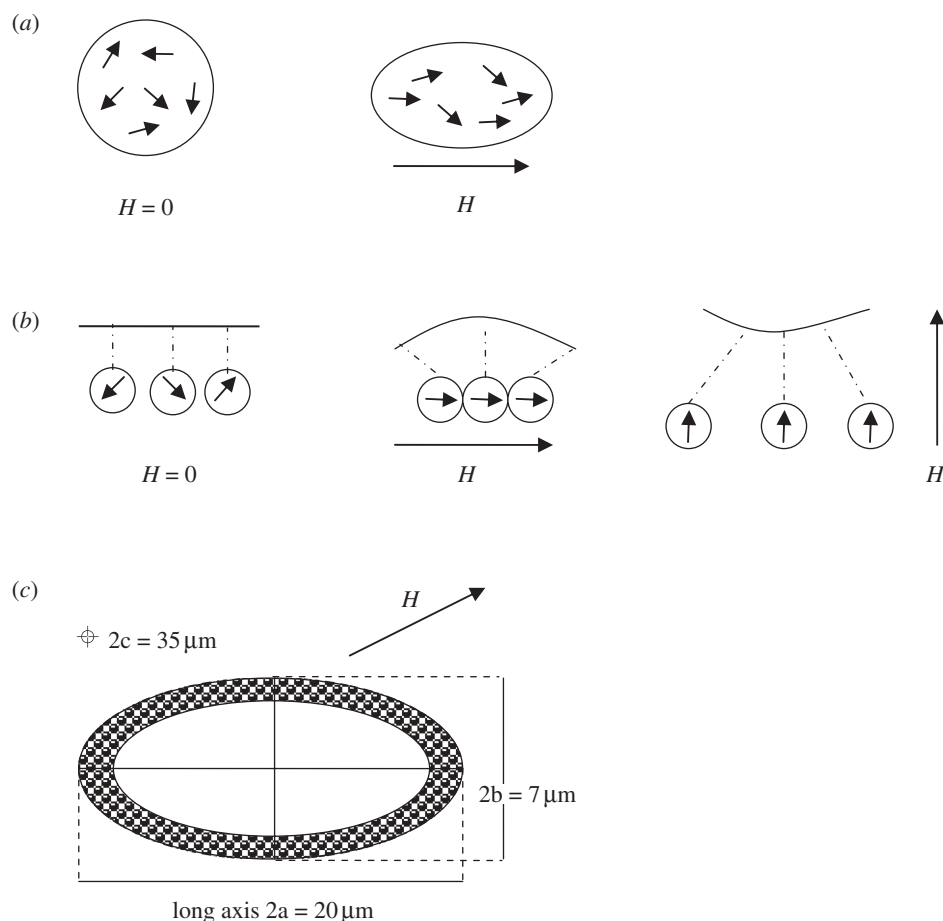 (a)
H = 0
H
(b)
H = 0
H
H
(c)
H
2c = 35 μm
2b = 7 μm
long axis 2a = 20 μm